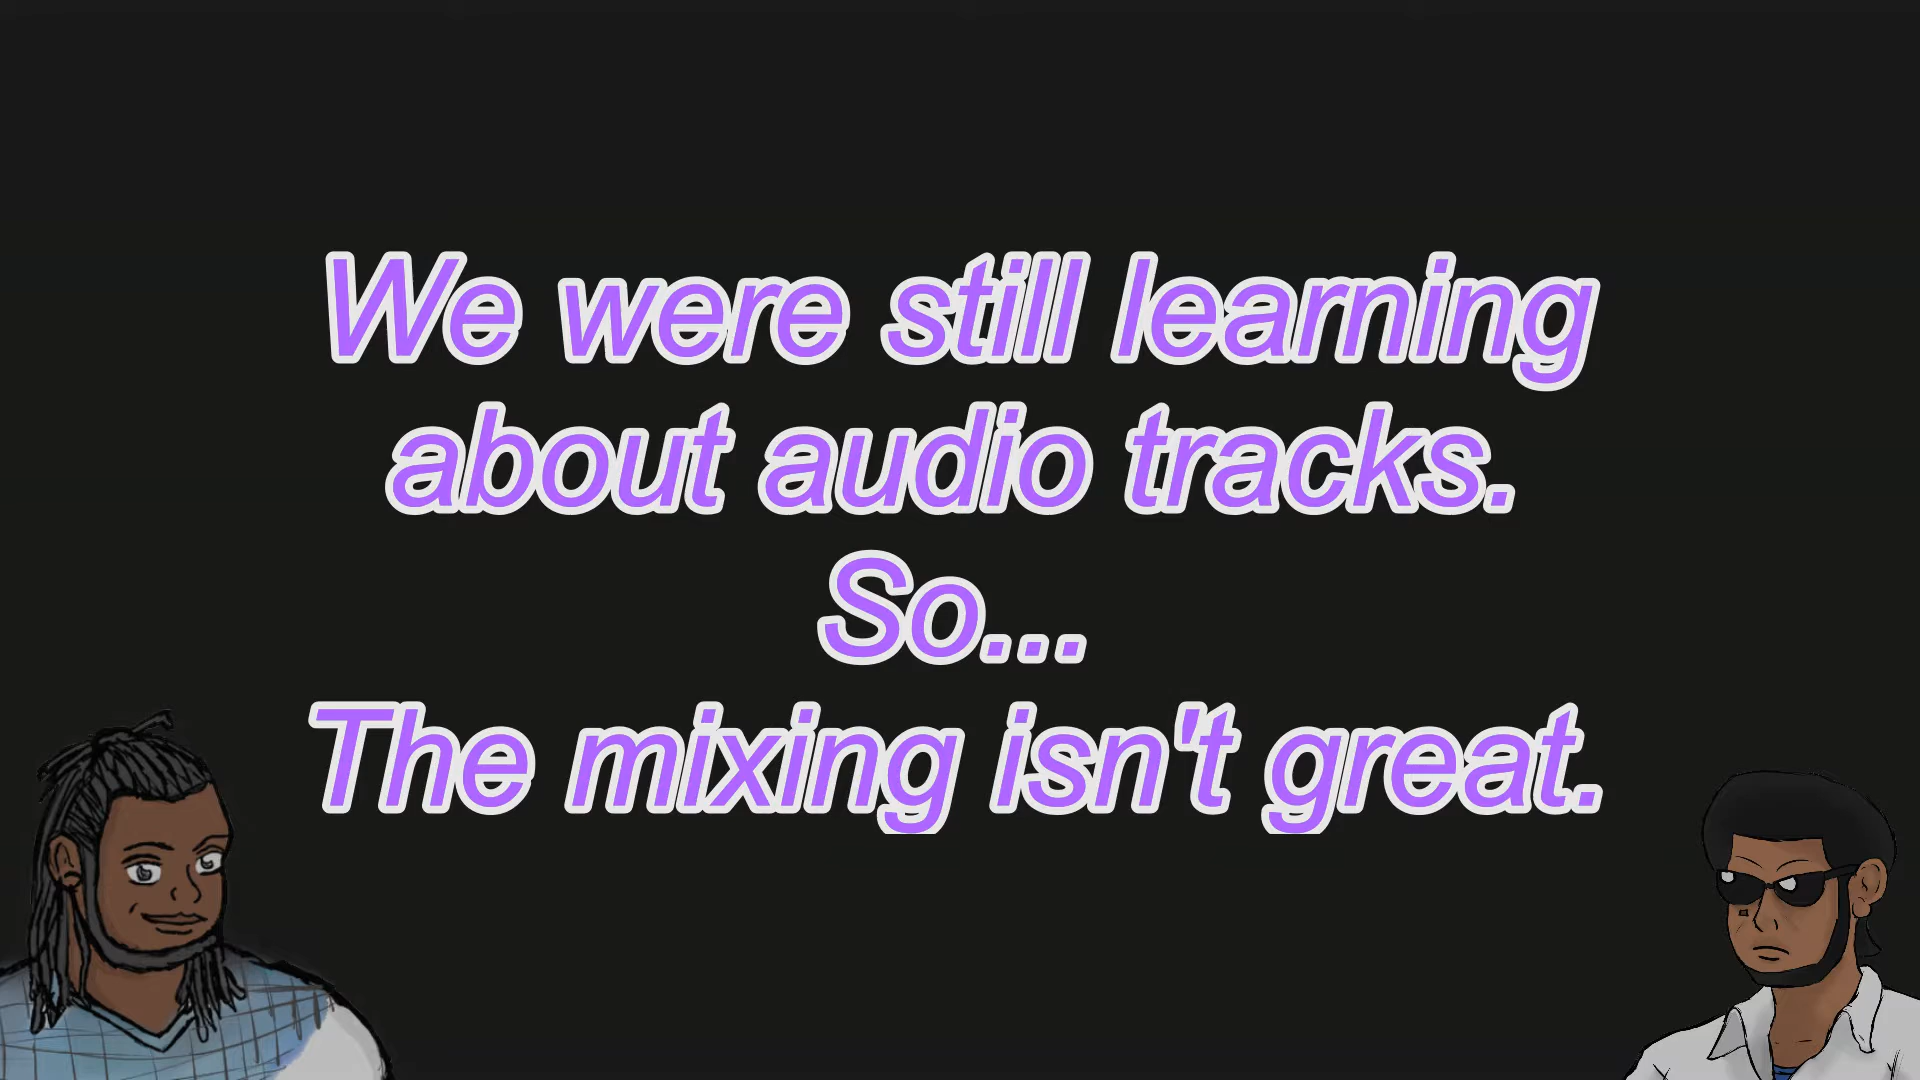 We were still learning
about audio tracks.
So...
The mixing isn't great.